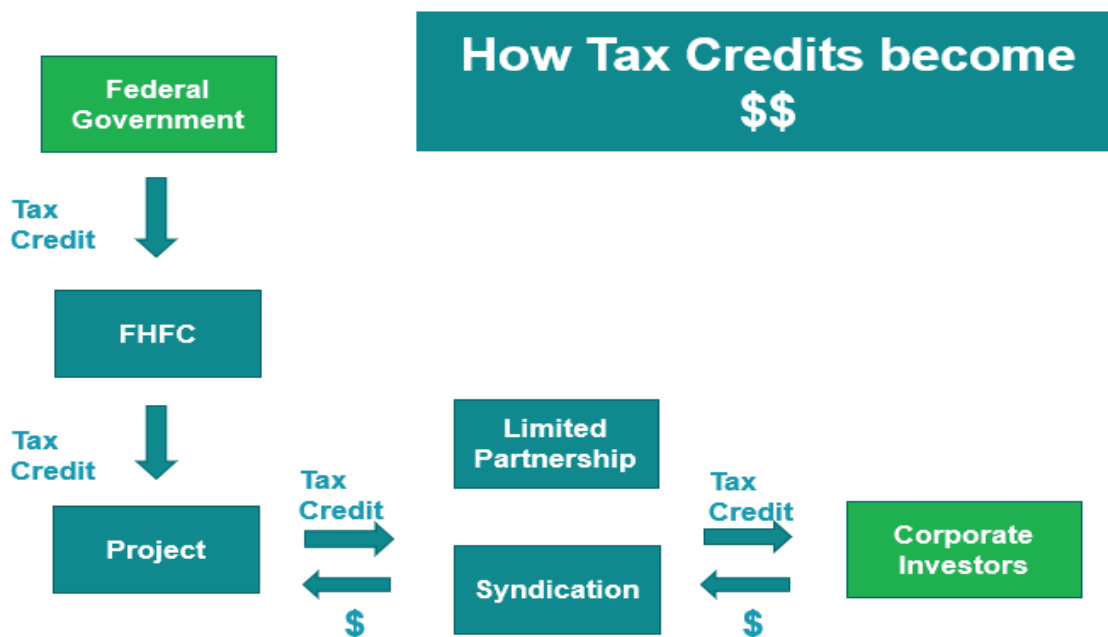 How Tax Credits become
$$
Federal
Government
Tax
Credit
FHFC
Tax
Credit
Project
Tax
Credit
$
Limited
Partnership
Syndication
Tax
Credit
$
Corporate
Investors